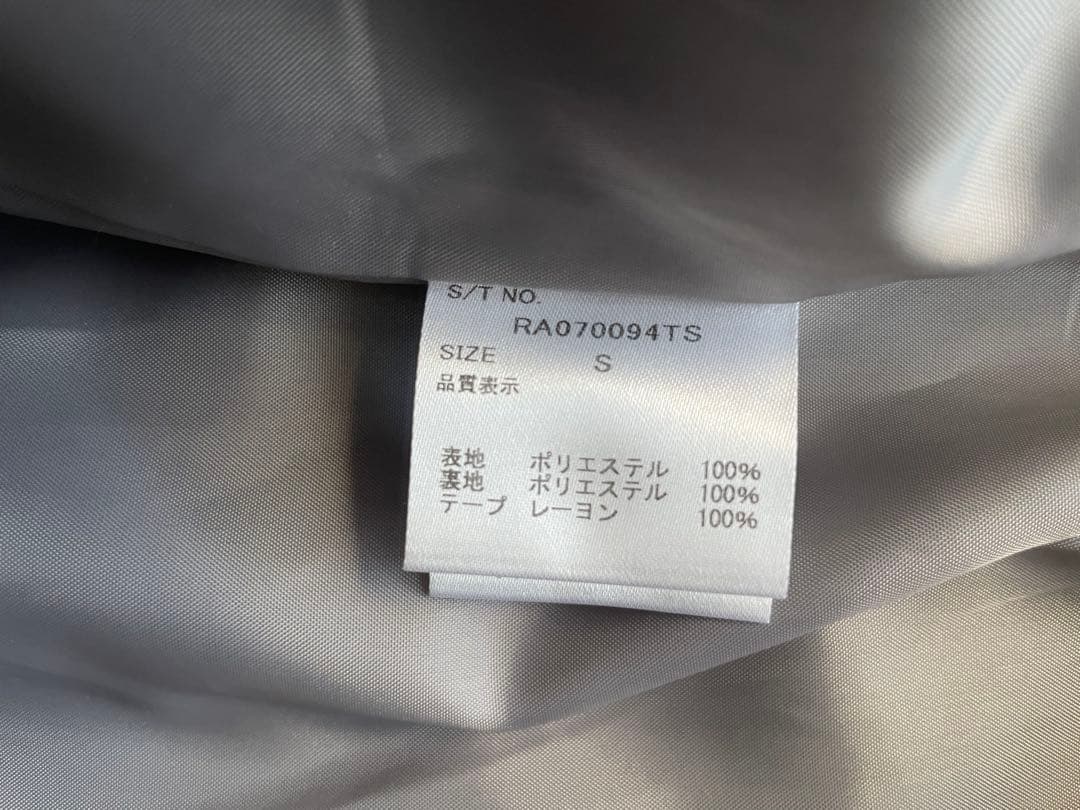 S/T NO.
RA070094TS
SIZE S
品質表示
表地 ポリエステル 100%
裏地 ポリエステル 100%
テープ レーヨン 100%